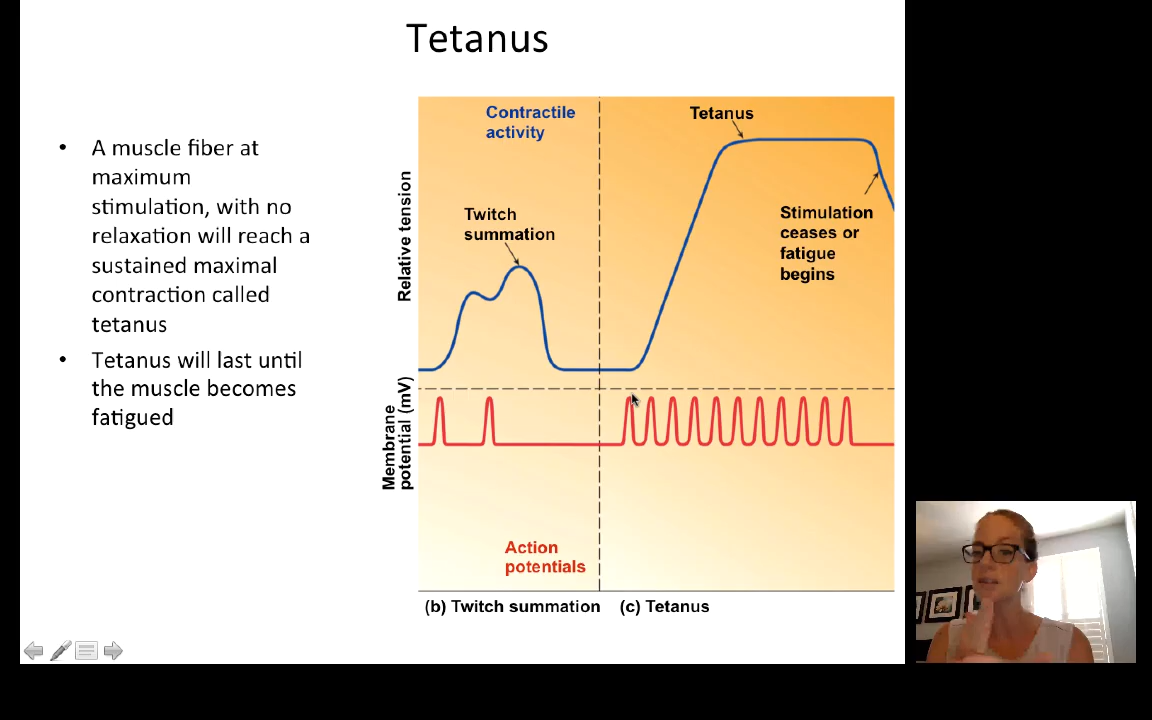 Tetanus
• A muscle fiber at
maximum
stimulation, with no
relaxation will reach a
sustained maximal
contraction called
tetanus
• Tetanus will last until
the muscle becomes
fatigued
Contractile
activity
Tetanus
Twitch
summation
Stimulation
ceases or
fatigue
begins
Relative tension
Membrane
potential (mV)
Action
potentials
(b) Twitch summation
(c) Tetanus